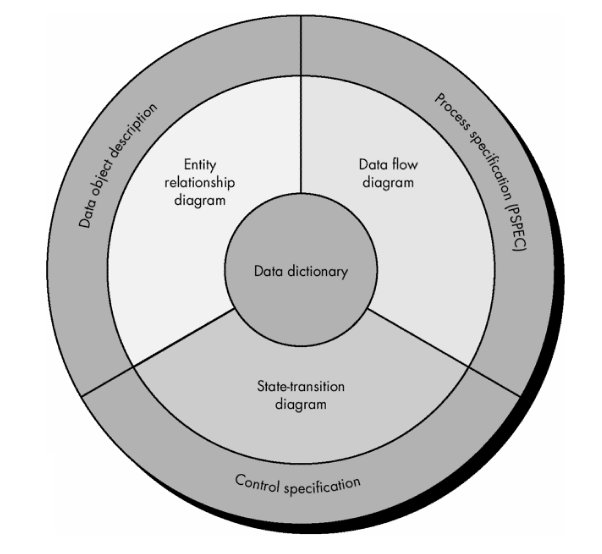 Data object description
Process specification (PSPEC)
Entity
relationship
diagram
Data flow
diagram
Data dictionary
State-transition
diagram
Control specification